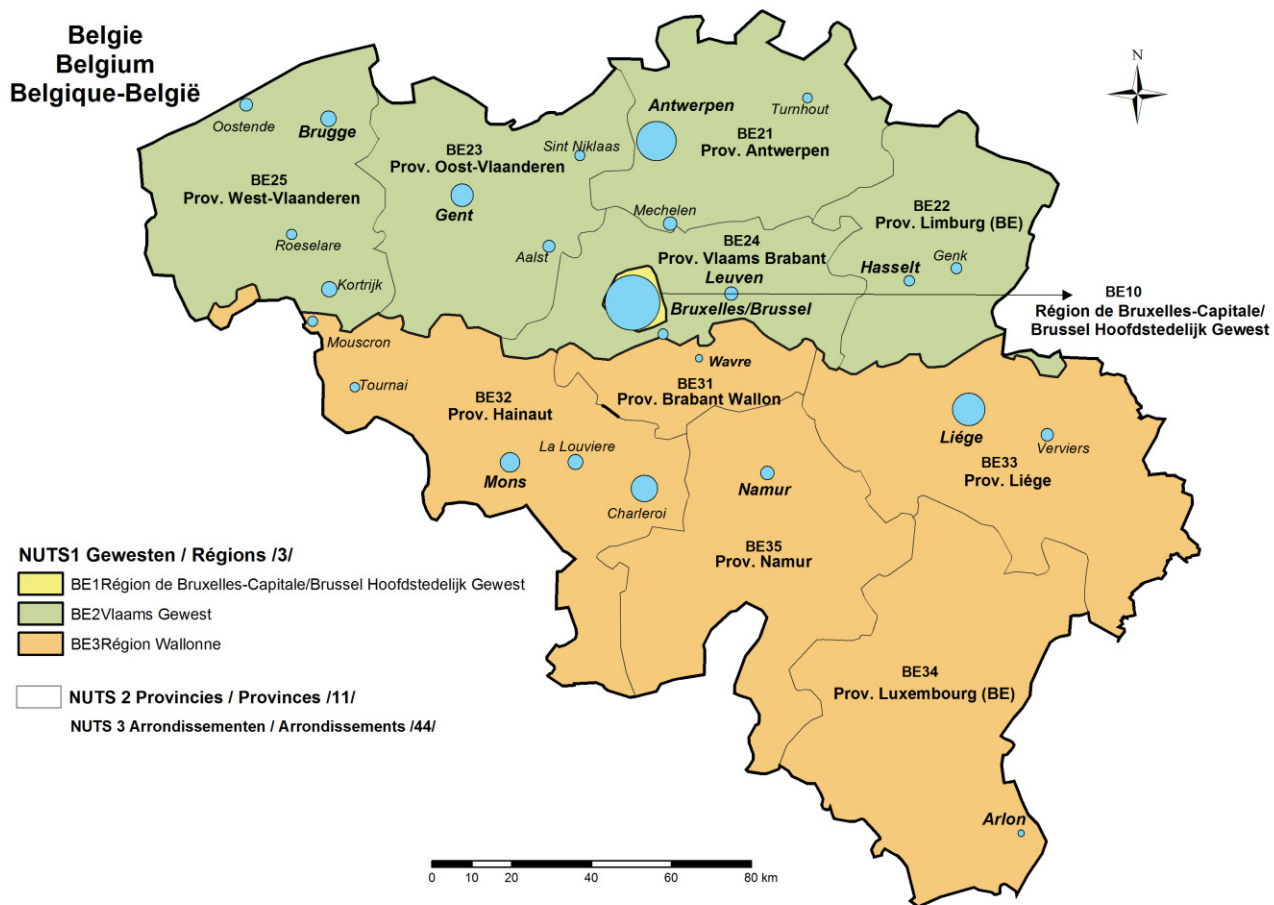 Belgie
Belgium
Belgique-België
N
Oostende
Brugge
BE25
Prov. West-Vlaanderen
Roeselare
Kortrijk
BE23
Prov. Oost-Vlaanderen
Sint Niklaas
Gent
Aalst
Antwerpen
Turnhout
BE21
Prov. Antwerpen
Mechelen
BE22
Prov. Limburg (BE)
Hasselt
Genk
BE24
Prov. Vlaams Brabant
Leuven
Bruxelles/Brussel
BE10
Région de Bruxelles-Capitale/
Brussel Hoofdstedelijk Gewest
Mouscron
Tournai
BE32
Prov. Hainaut
Mons
La Louviere
Charleroi
Wavre
BE31
Prov. Brabant Wallon
Namur
BE35
Prov. Namur
Liége
Verviers
BE33
Prov. Liége
BE34
Prov. Luxembourg (BE)
Arlon
NUTS1 Gewesten / Régions /3/
BE1Région de Bruxelles-Capitale/Brussel Hoofdstedelijk Gewest
BE2Vlaams Gewest
BE3Région Wallonne
NUTS 2 Provincies / Provinces /11/
NUTS 3 Arrondissementen / Arrondissements /44/
0 10 20 40 60 80 km